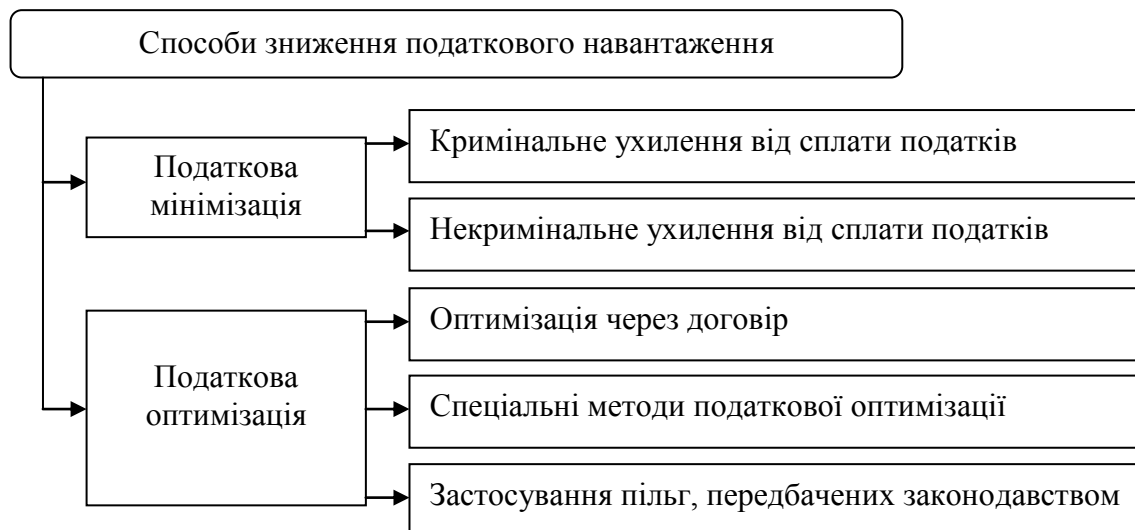 Способи зниження податкового навантаження
Податкова
мінімізація
Кримінальне ухилення від сплати податків
Некримінальне ухилення від сплати податків
Податкова
оптимізація
Оптимізація через договір
Спеціальні методи податкової оптимізації
Застосування пільг, передбачених законодавством